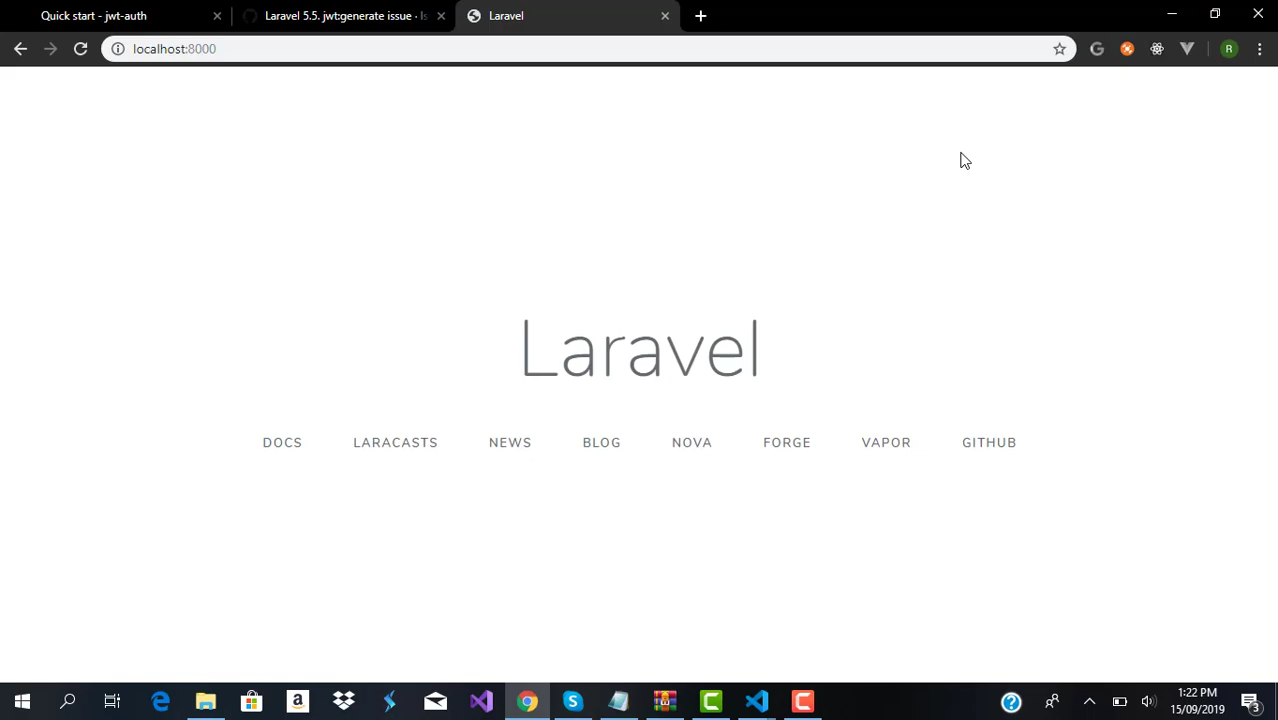 Quick start - jwt-auth
Laravel 5.5. jwt:generate issue · Is
Laravel
localhost:8000
R
Laravel
DOCS LARACASTS NEWS BLOG NOVA FORGE VAPOR GITHUB
1:22 PM
15/09/2019
3